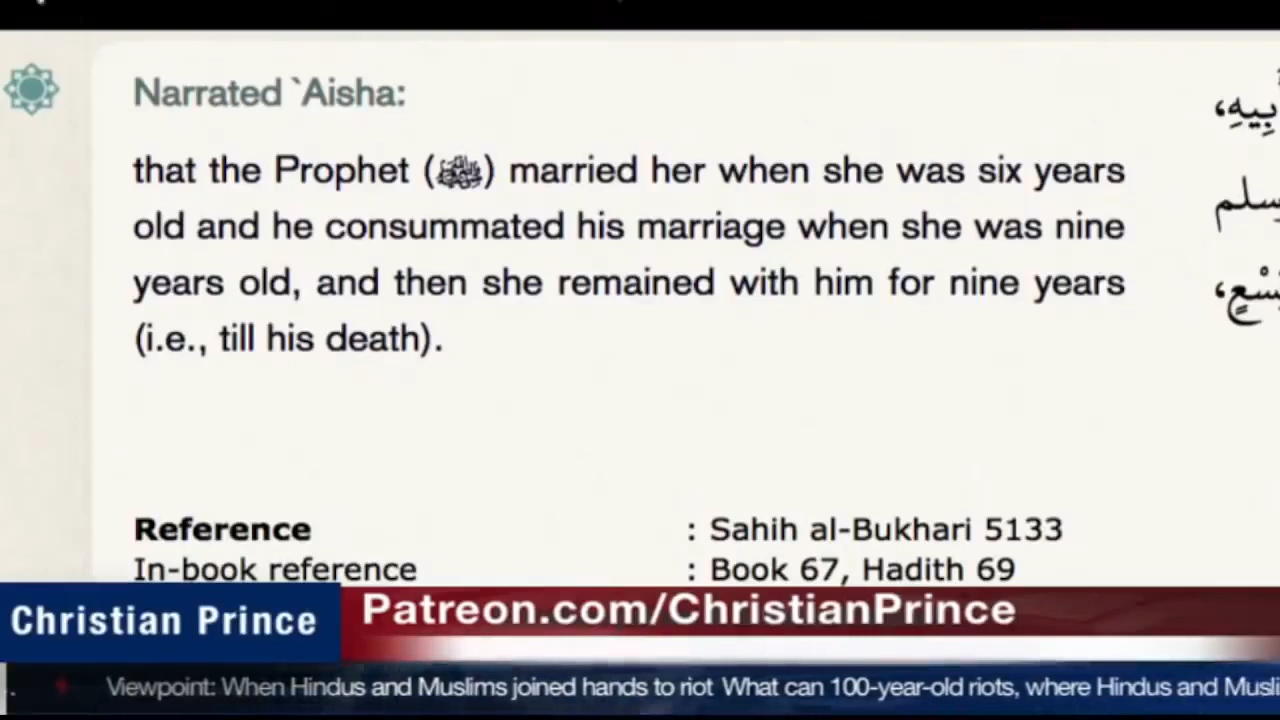 Narrated `Aisha:
that the Prophet (ﷺ) married her when she was six years
old and he consummated his marriage when she was nine
years old, and then she remained with him for nine years
(i.e., till his death).
أَبِيهِ،
تِسْعٍ،
Reference : Sahih al-Bukhari 5133
In-book reference : Book 67, Hadith 69
Christian Prince
Patreon.com/ChristianPrince
Viewpoint: When Hindus and Muslims joined hands to riot What can 100-year-old riots, where Hindus and